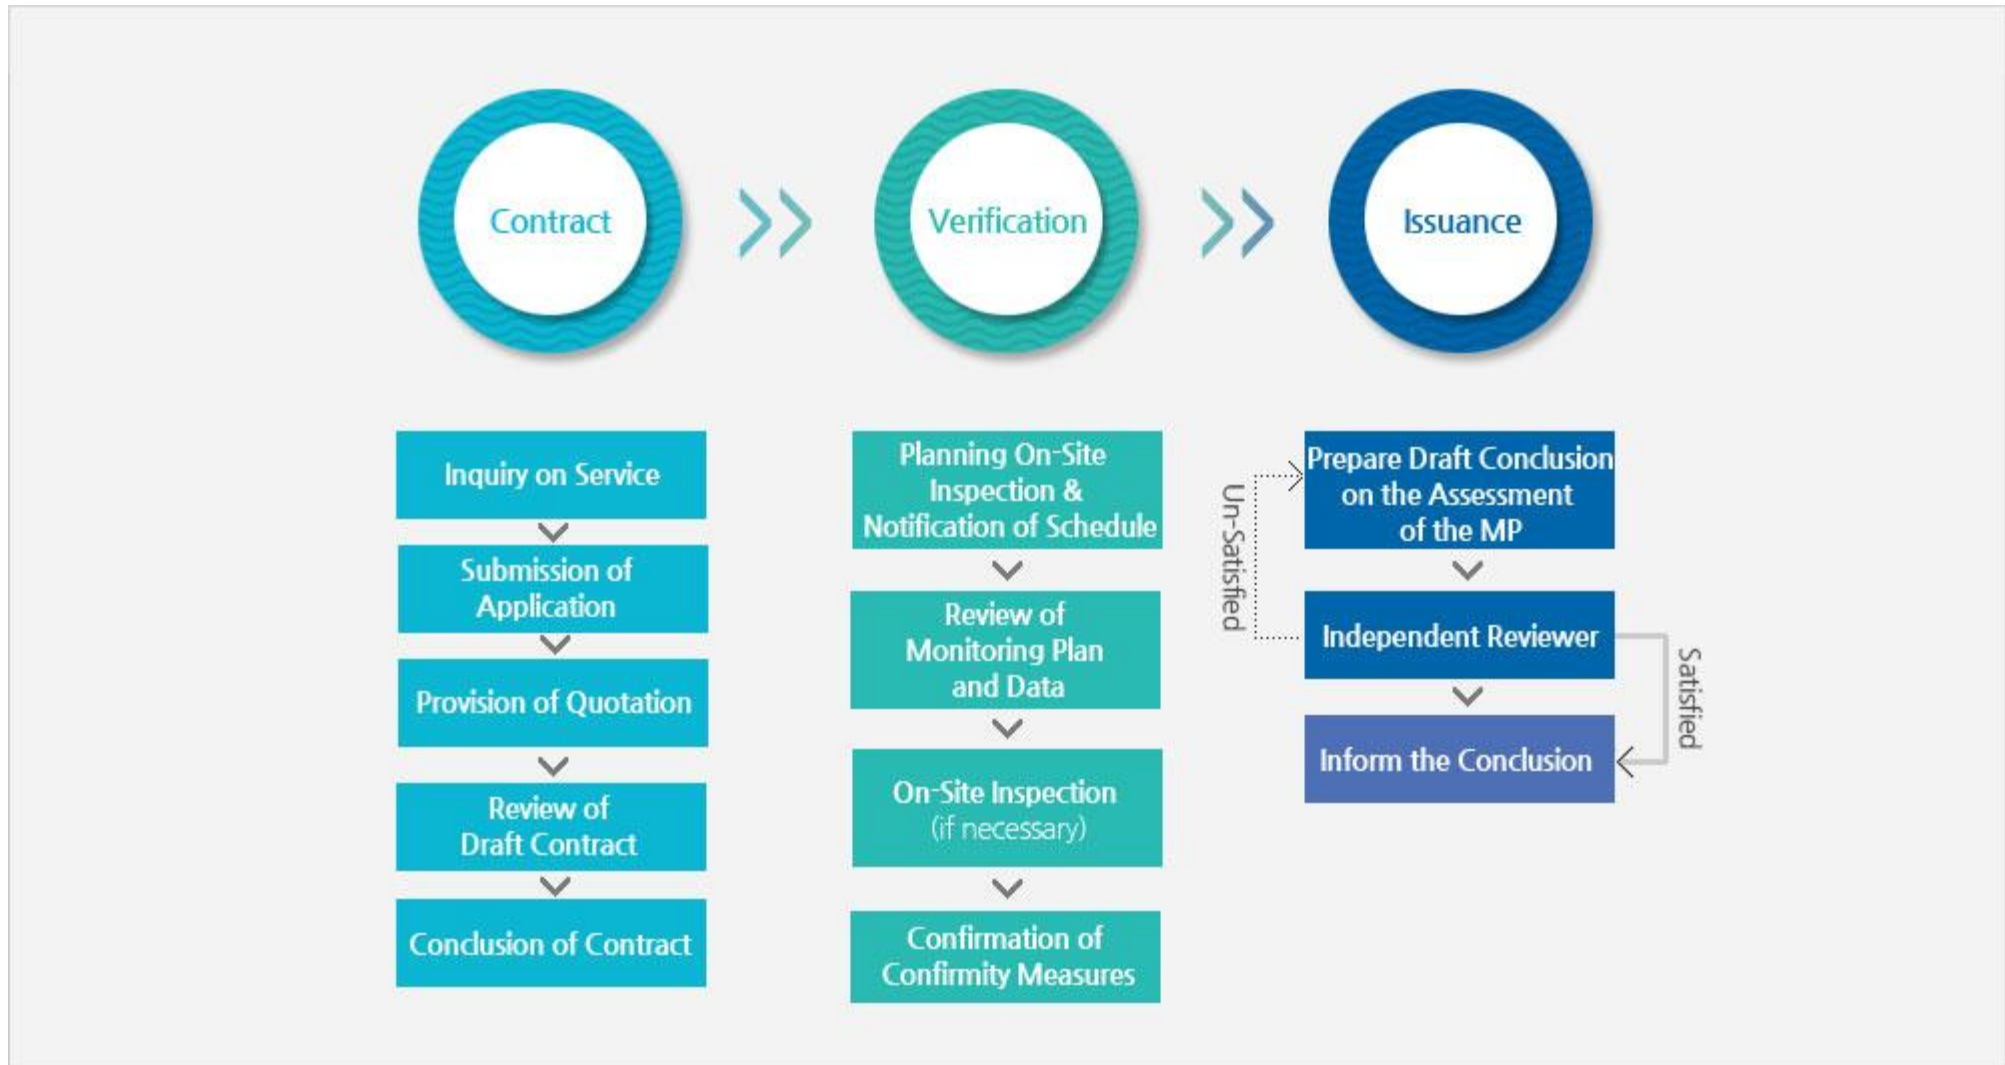 Contract
Verification
Issuance
Inquiry on Service
Submission of
Application
Provision of Quotation
Review of
Draft Contract
Conclusion of Contract
Planning On-Site
Inspection &
Notification of Schedule
Review of
Monitoring Plan
and Data
On-Site Inspection
(if necessary)
Confirmation of
Confirmity Measures
Un-Satisfied
Prepare Draft Conclusion
on the Assessment
of the MP
Independent Reviewer
Inform the Conclusion
Satisfied